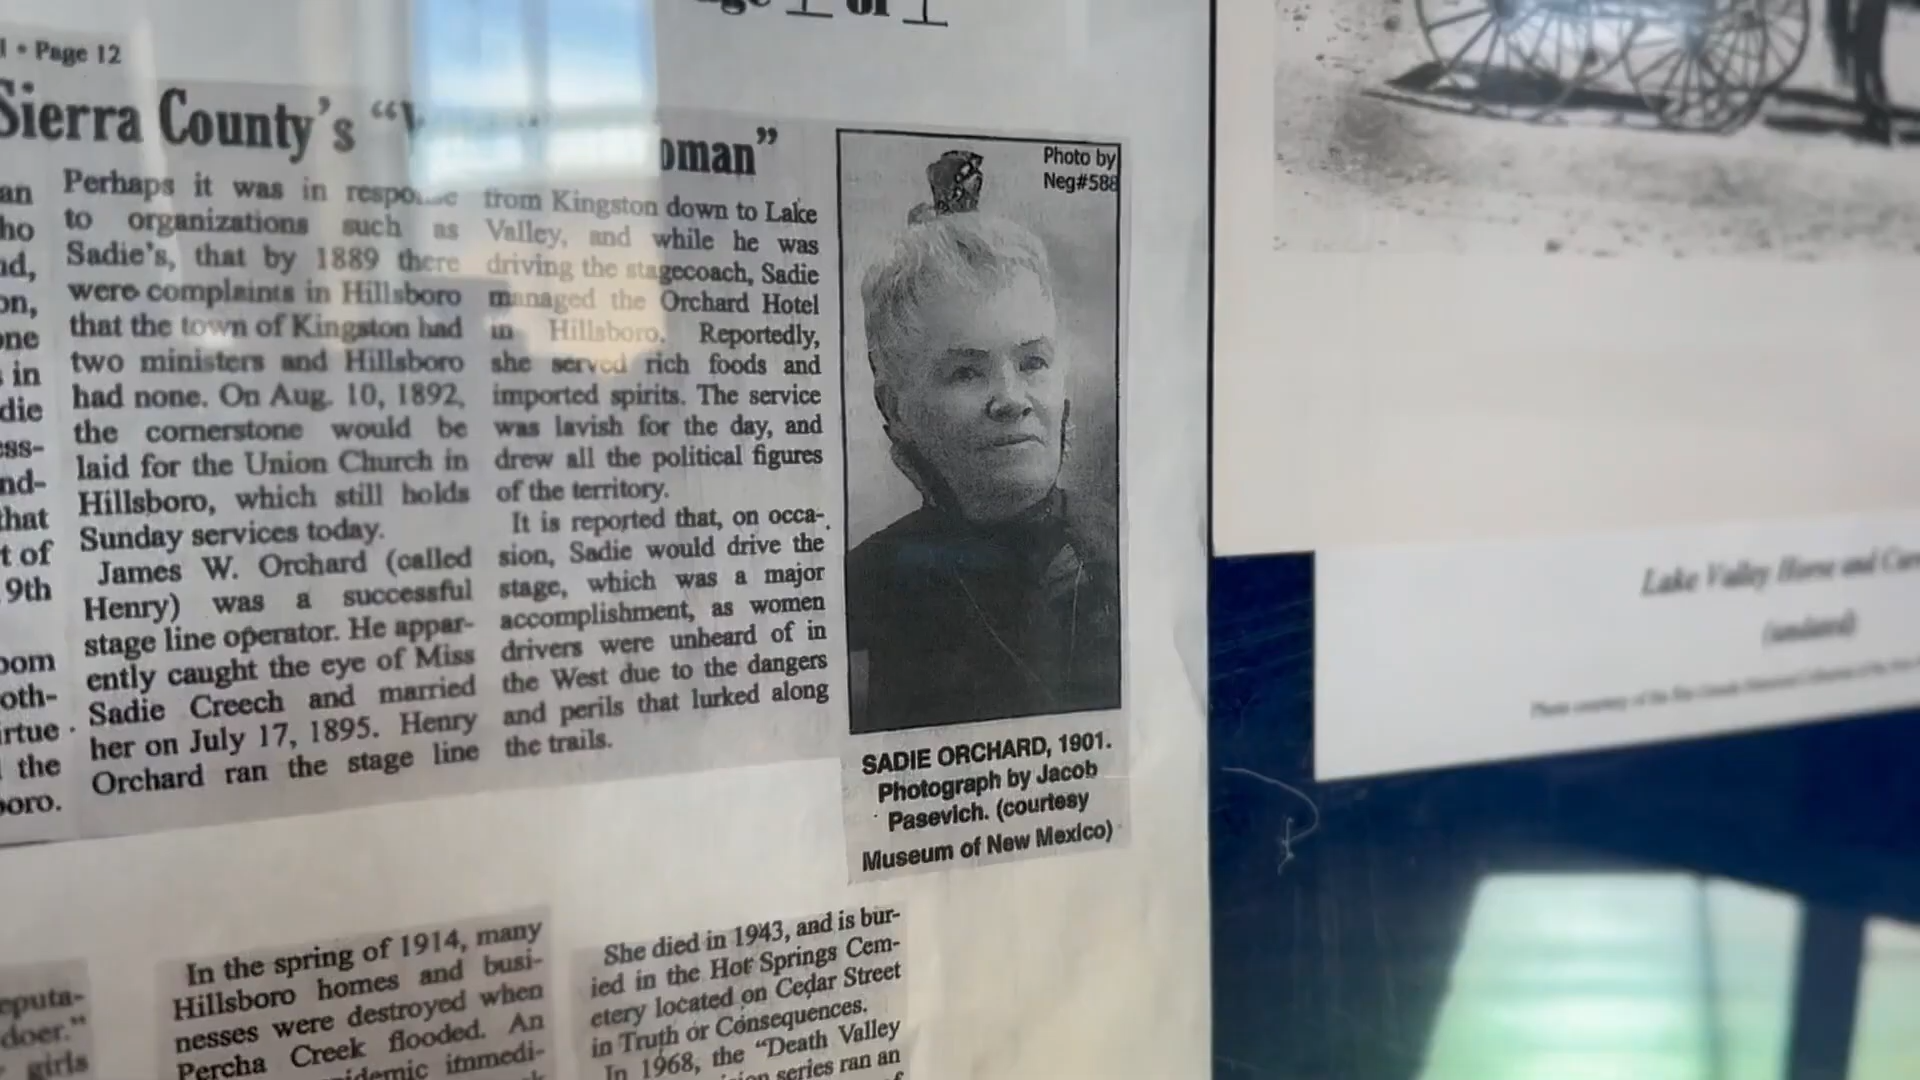 • Page 12
Sierra County's "
oman"
an
ho
nd,
on,
one
in
die
ess-
nd-
that
t of
9th
oom
oth-
irtue
the
boro.
Perhaps it was in response
to organizations such as
Sadie's, that by 1889 there
were complaints in Hillsboro
that the town of Kingston had
two ministers and Hillsboro
had none. On Aug. 10, 1892,
the cornerstone would be
laid for the Union Church in
Hillsboro, which still holds
Sunday services today.
James W. Orchard (called
Henry) was a successful
stage line operator. He appar-
ently caught the eye of Miss
Sadie Creech and married
her on July 17, 1895. Henry
Orchard ran the stage line
from Kingston down to Lake
Valley, and while he was
driving the stagecoach, Sadie
managed the Orchard Hotel
in Hillsboro. Reportedly,
she served rich foods and
imported spirits. The service
was lavish for the day, and
drew all the political figures
of the territory.
It is reported that, on occa-
sion, Sadie would drive the
stage, which was a major
accomplishment, as women
drivers were unheard of in
the West due to the dangers
and perils that lurked along
the trails.
Photo by
Neg#588
SADIE ORCHARD, 1901.
Photograph by Jacob
Pasevich. (courtesy
Museum of New Mexico)
Lake Valley Horse and
(undated)
eputa-
doer."
girls
In the spring of 1914, many
Hillsboro homes and busi-
nesses were destroyed when
Percha Creek flooded. An
idemic immedi-
She died in 1943, and is bur-
ied in the Hot Springs Cem-
etery located on Cedar Street
in Truth or Consequences.
In 1968, the "Death Valley
series ran an